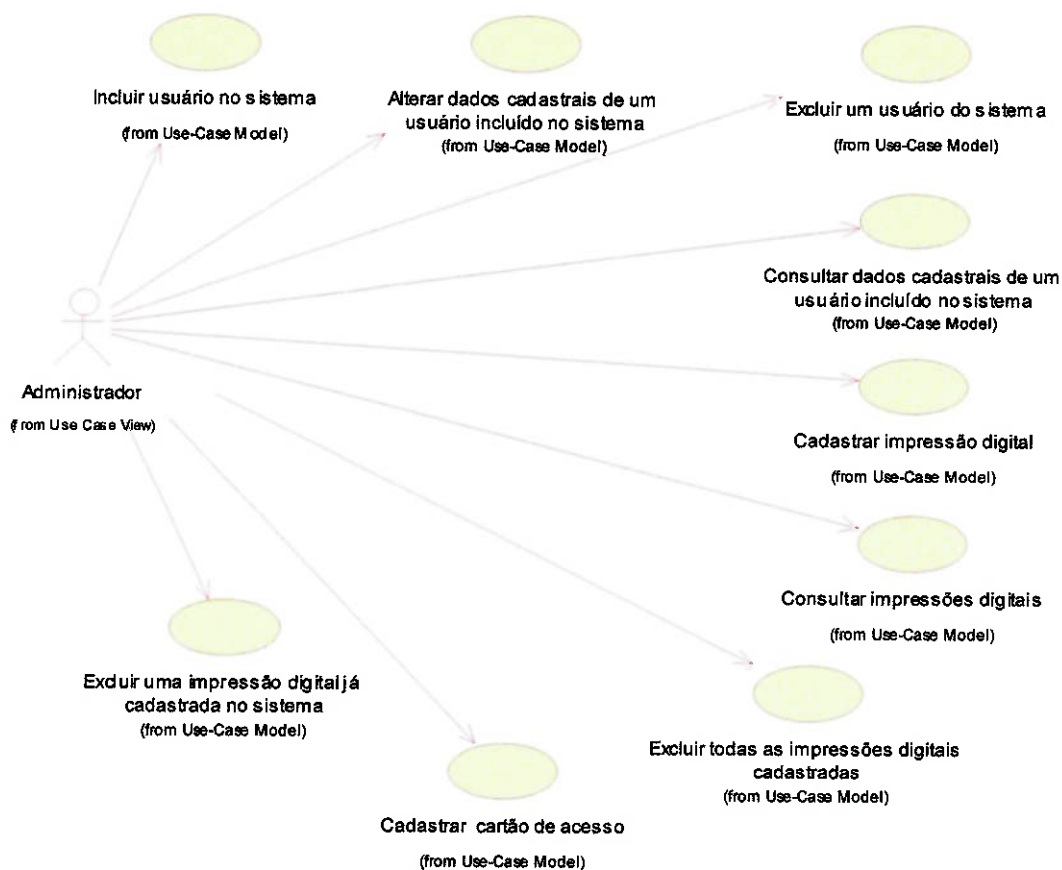 Incluir usuário no sistema
(from Use-Case Model)
Alterar dados cadastrais de um
usuário incluído no sistema
(from Use-Case Model)
Excluir um usuário do sistema
(from Use-Case Model)
Consultar dados cadastrais de um
usuário incluído no sistema
(from Use-Case Model)
Administrador
(from Use Case View)
Cadastrar impressão digital
(from Use-Case Model)
Consultar impressões digitais
(from Use-Case Model)
Excluir uma impressão digital já
cadastrada no sistema
(from Use-Case Model)
Excluir todas as impressões digitais
cadastradas
(from Use-Case Model)
Cadastrar cartão de acesso
(from Use-Case Model)